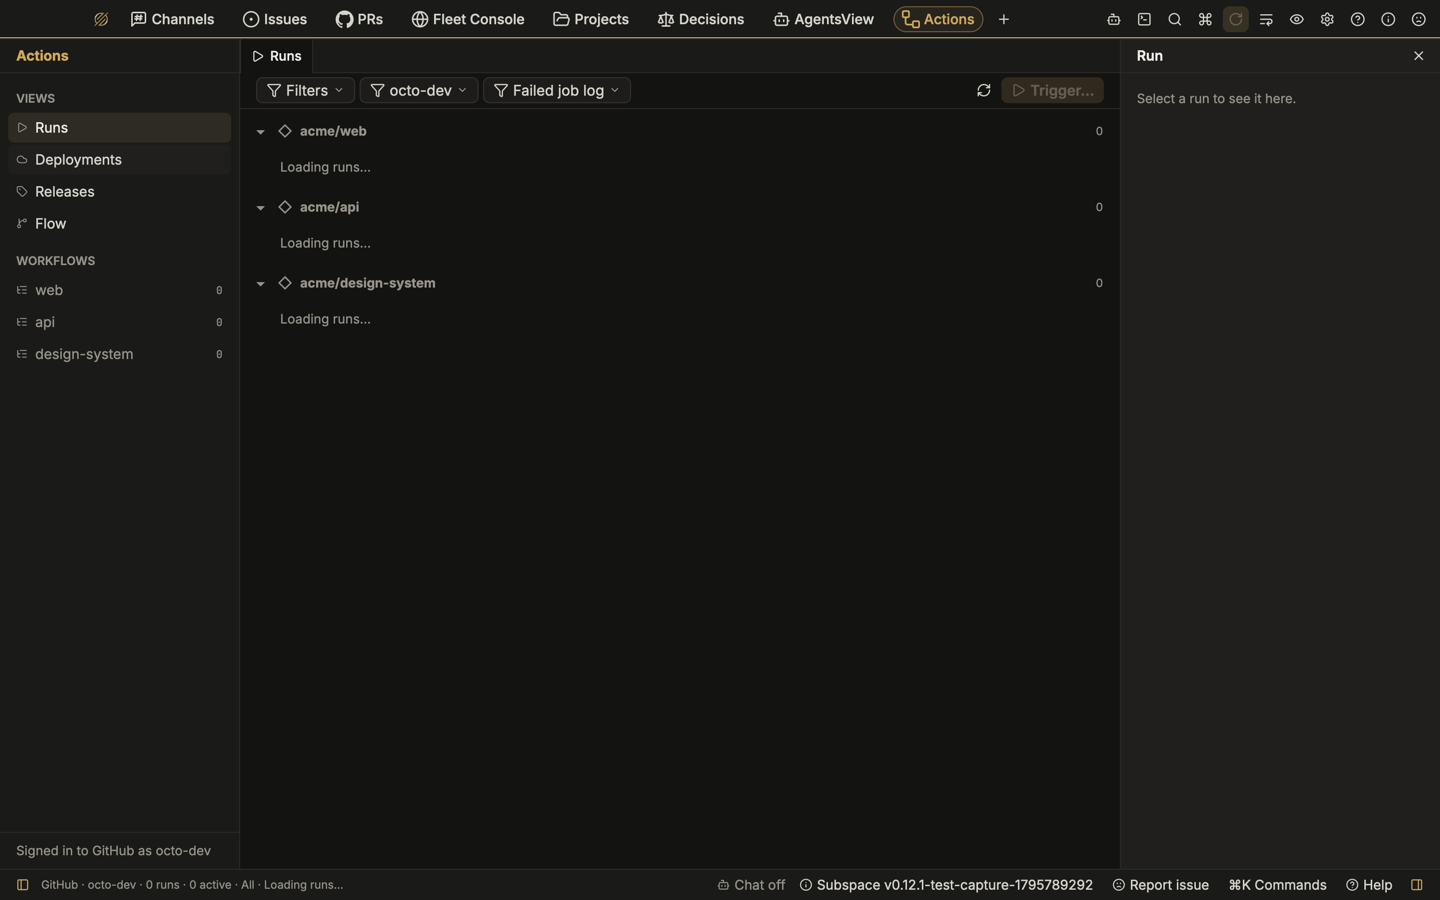 Channels Issues PRs Fleet Console Projects Decisions AgentsView Actions
Actions
Runs
Run
VIEWS
Runs
Deployments
Releases
Flow
WORKFLOWS
web 0
api 0
design-system 0
Signed in to GitHub as octo-dev
Filters octo-dev Failed job log Trigger...
acme/web 0
Loading runs...
acme/api 0
Loading runs...
acme/design-system 0
Loading runs...
Select a run to see it here.
GitHub · octo-dev · 0 runs · 0 active · All · Loading runs...
Chat off Subspace v0.12.1-test-capture-1795789292 Report issue ⌘K Commands Help